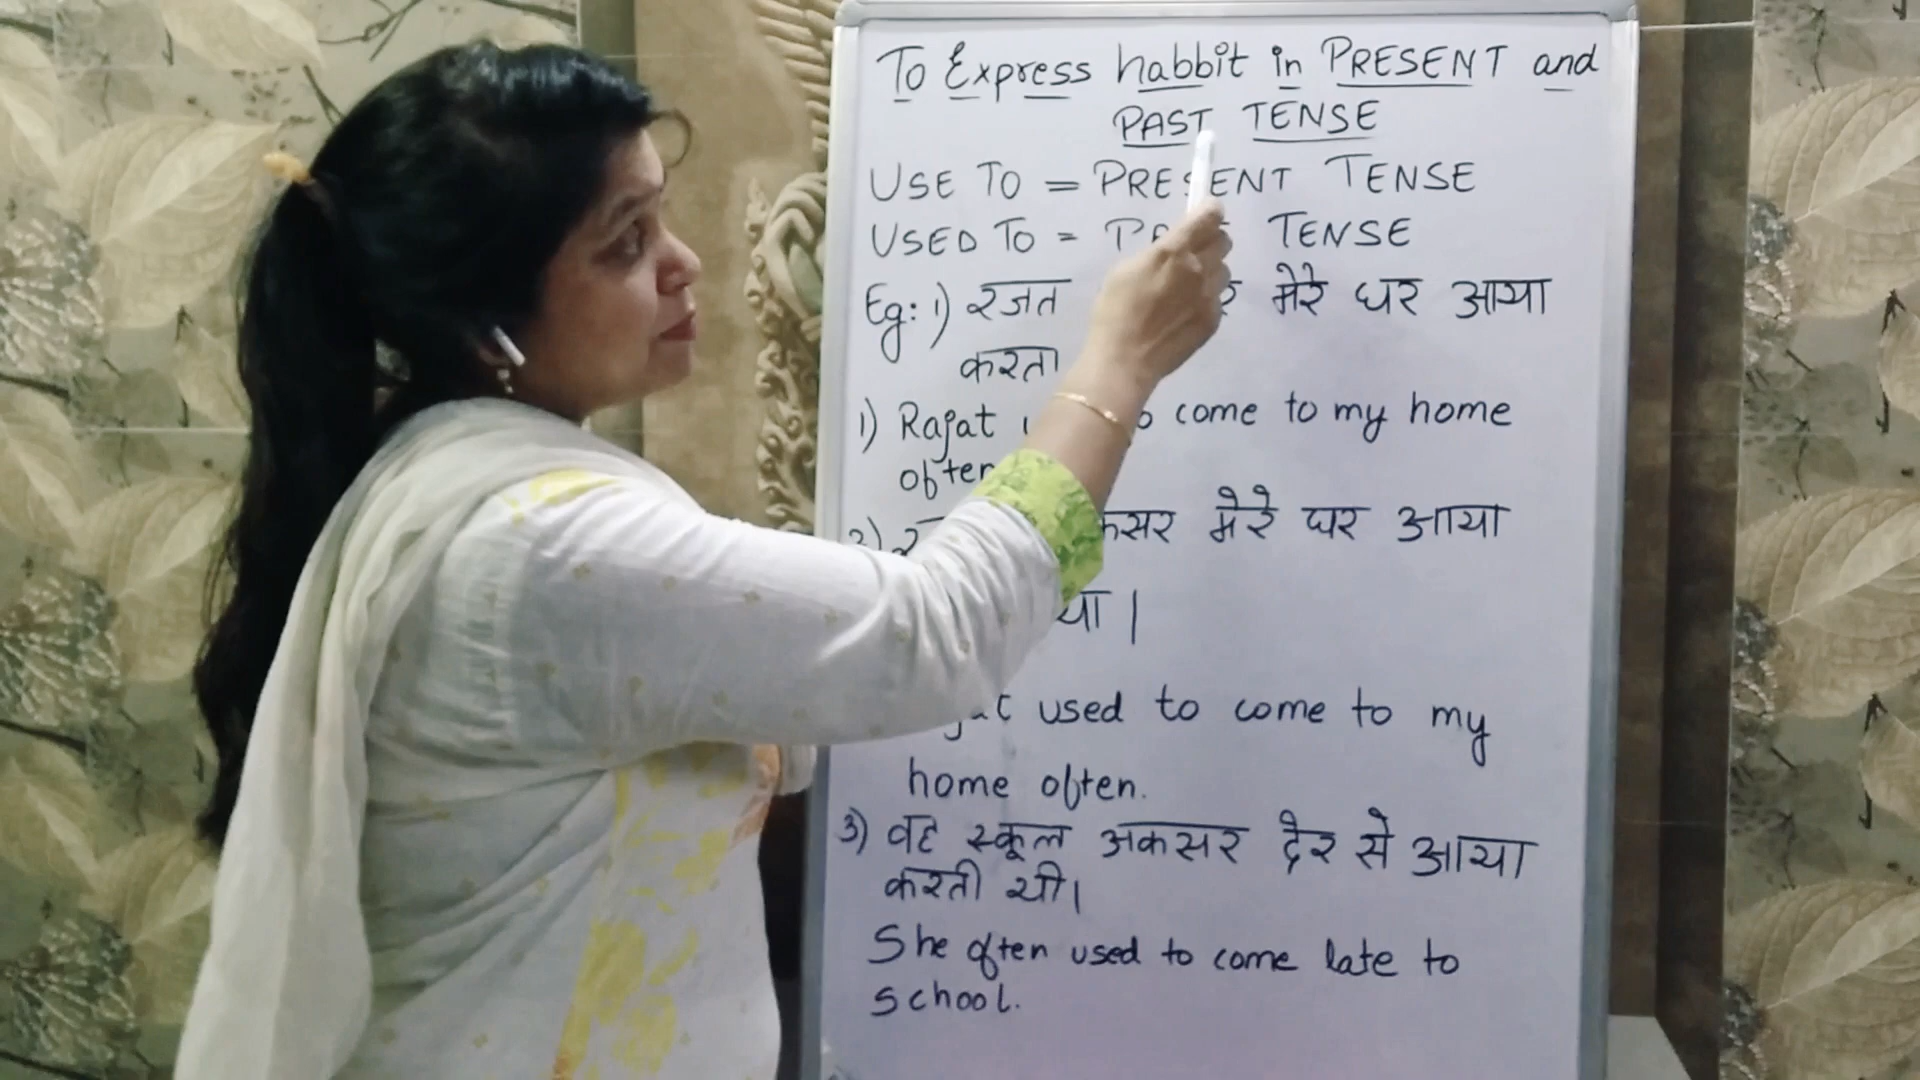 To Express habbit in PRESENT and
PAST TENSE
USE TO = PRESENT TENSE
USED TO = TENSE
Eg: 1) रजत मेरे घर आया
करता
1) Rajat come to my home
often
2) मेरे घर आया
|
used to come to my
home often.
3) वह स्कूल अकसर देर से आया
करती थी।
She often used to come late to
school.